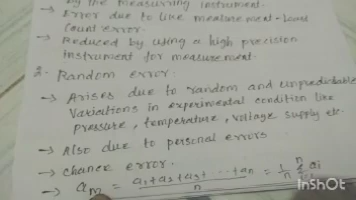 by the measuring instrument.
→ Error due to like measurement - Least
count error.
→ Reduced by using a high precision
instrument for measurement.
2. Random error.
→ Arises due to random and unpredictable
variations in experimental condition like
pressure, temperature, voltage supply etc.
→ Also due to personal errors
→ chance error.
→ am = a1+a2+a3+ ...+an / n = 1/n Σ ai
InShOt